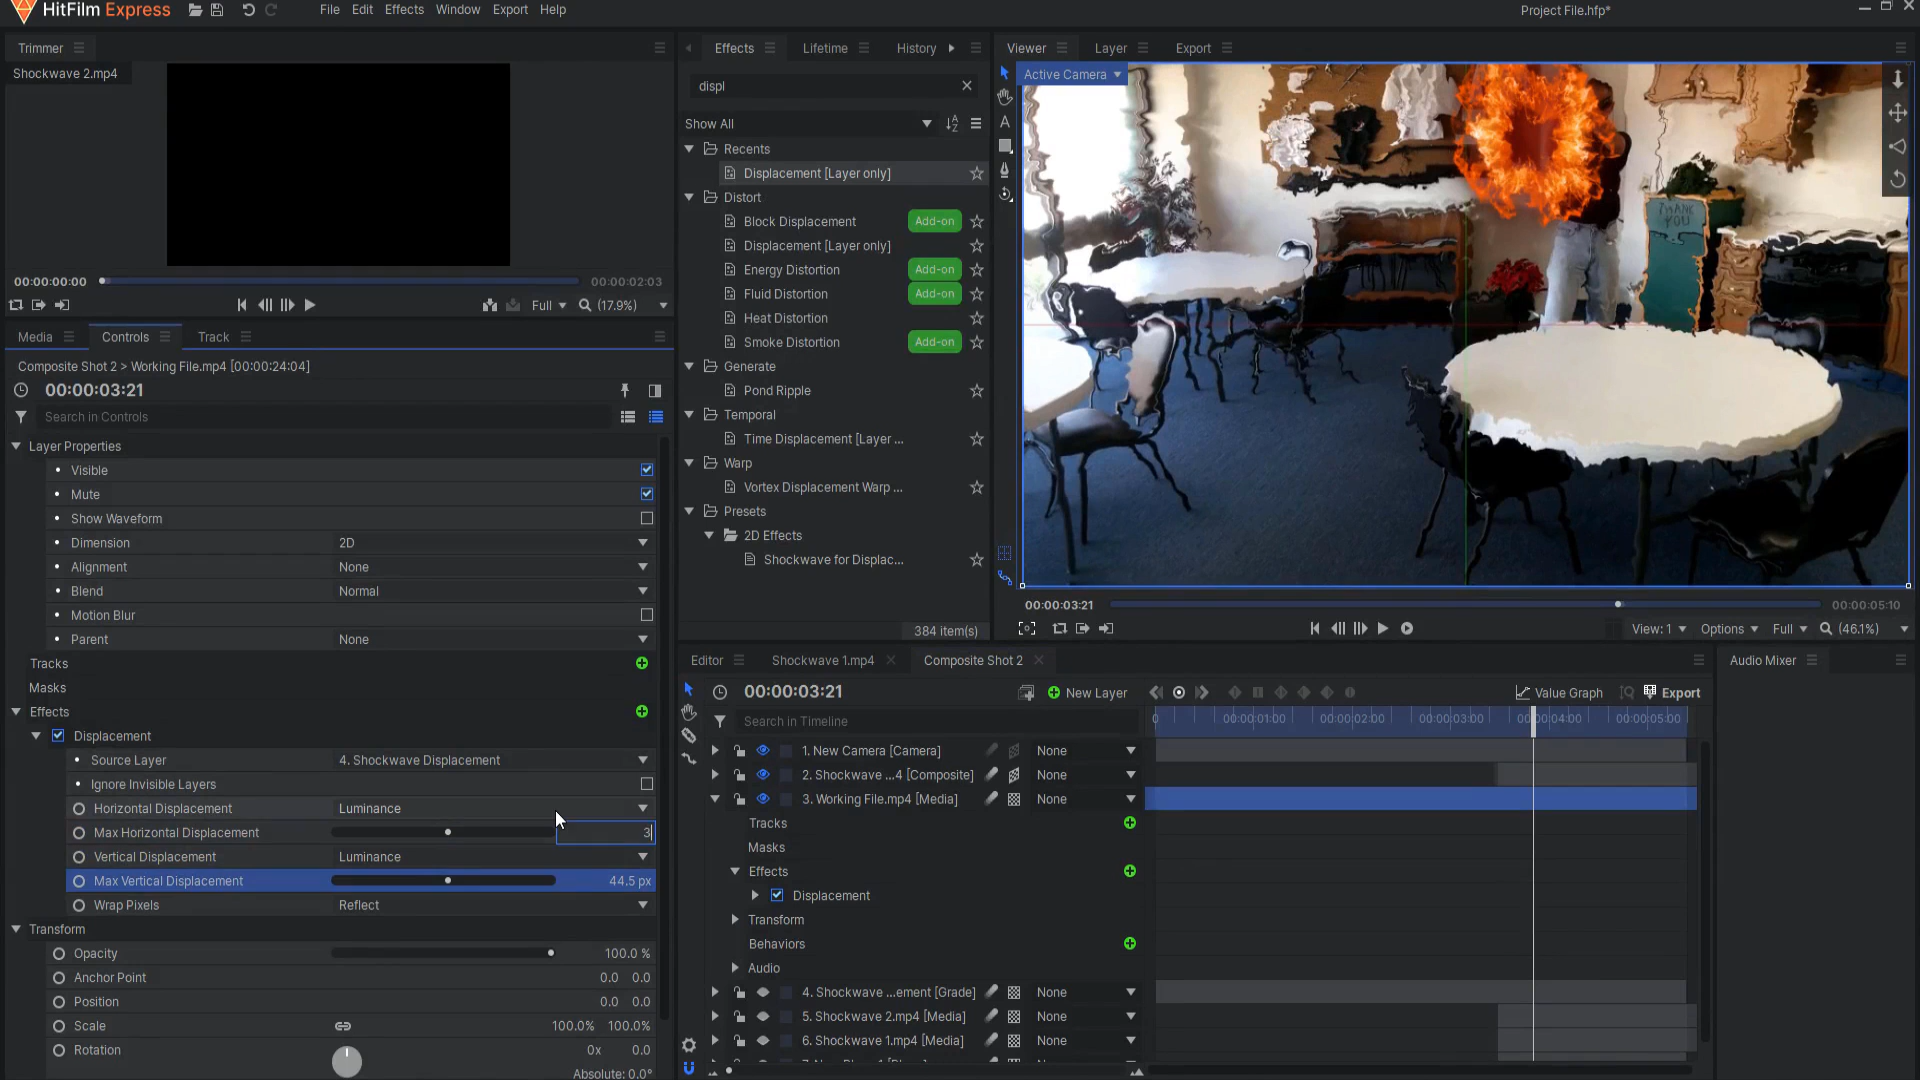 HitFilm Express
File Edit Effects Window Export Help
Project File.hfp*
Trimmer
Shockwave 2.mp4
00:00:00:00
00:00:02:03
Full
(17.9%)
Media Controls Track
Composite Shot 2 > Working File.mp4 [00:00:24:04]
00:00:03:21
Search in Controls
Layer Properties
Visible
Mute
Show Waveform
Dimension 2D
Alignment None
Blend Normal
Motion Blur
Parent None
Tracks
Masks
Effects
Displacement
Source Layer 4. Shockwave Displacement
Ignore Invisible Layers
Horizontal Displacement Luminance
Max Horizontal Displacement 3
Vertical Displacement Luminance
Max Vertical Displacement 44.5 px
Wrap Pixels Reflect
Transform
Opacity 100.0 %
Anchor Point 0.0 0.0
Position 0.0 0.0
Scale 100.0% 100.0%
Rotation 0x 0.0
Absolute: 0.0°
Effects Lifetime History
displ
Show All
Recents
Displacement [Layer only]
Distort
Block Displacement Add-on
Displacement [Layer only]
Energy Distortion Add-on
Fluid Distortion Add-on
Heat Distortion
Smoke Distortion Add-on
Generate
Pond Ripple
Temporal
Time Displacement [Layer ...
Warp
Vortex Displacement Warp ...
Presets
2D Effects
Shockwave for Displac...
384 item(s)
Viewer Layer Export
Active Camera
THANK
YOU
00:00:03:21
00:00:05:10
View: 1 Options Full (46.1%)
Editor Shockwave 1.mp4 Composite Shot 2
00:00:03:21
New Layer
Value Graph
Export
Search in Timeline
0 00:00:01:00 00:00:02:00 00:00:03:00 00:00:04:00 00:00:05:00
1. New Camera [Camera] None
2. Shockwave ...4 [Composite] None
3. Working File.mp4 [Media] None
Tracks
Masks
Effects
Displacement
Transform
Behaviors
Audio
4. Shockwave ...ement [Grade] None
5. Shockwave 2.mp4 [Media] None
6. Shockwave 1.mp4 [Media] None
Audio Mixer